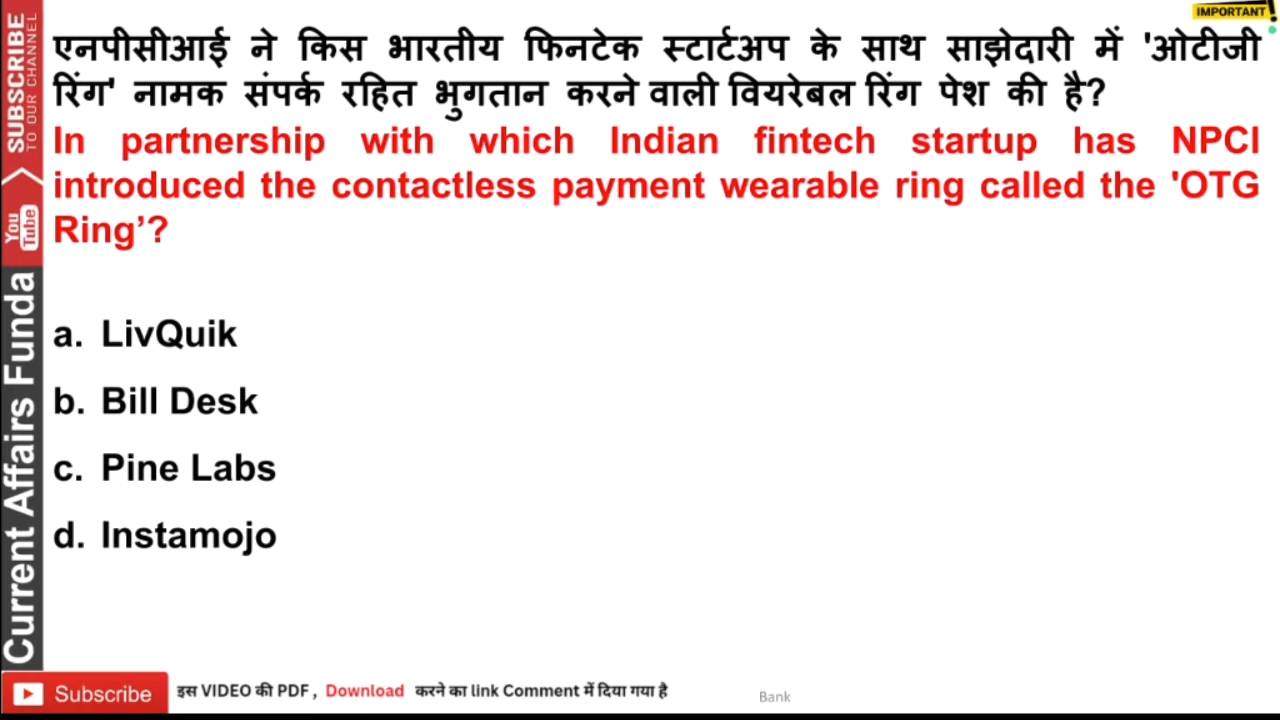 IMPORTANT
एनपीसीआई ने किस भारतीय फिनटेक स्टार्टअप के साथ साझेदारी में 'ओटीजी
रिंग' नामक संपर्क रहित भुगतान करने वाली वियरेबल रिंग पेश की है?
In partnership with which Indian fintech startup has NPCI
introduced the contactless payment wearable ring called the 'OTG
Ring’?
a. LivQuik
b. Bill Desk
c. Pine Labs
d. Instamojo
SUBSCRIBE
TO OUR CHANNEL
You
Tube
Current Affairs Funda
Subscribe
इस VIDEO की PDF , Download करने का link Comment में दिया गया है
Bank